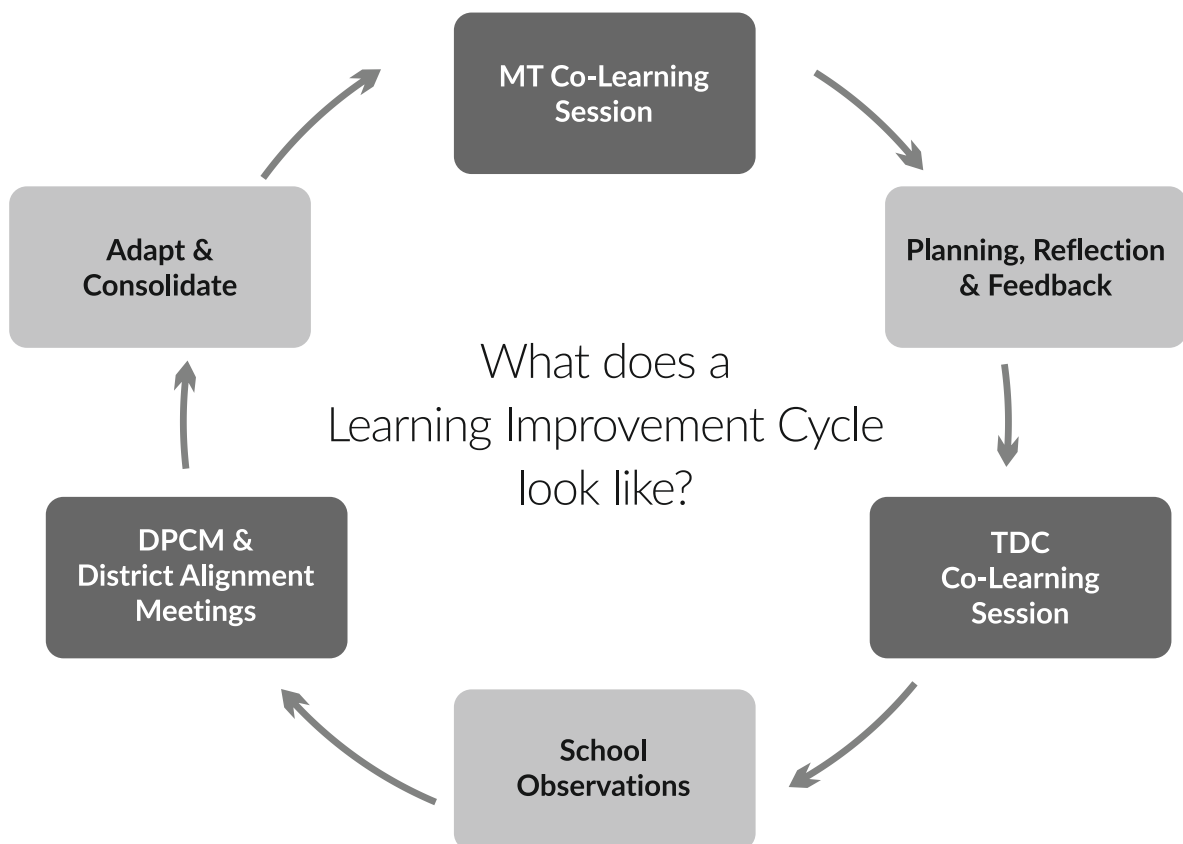 MT Co-Learning
Session
Planning, Reflection
& Feedback
TDC
Co-Learning
Session
School
Observations
DPCM &
District Alignment
Meetings
Adapt &
Consolidate
What does a
Learning Improvement Cycle
look like?